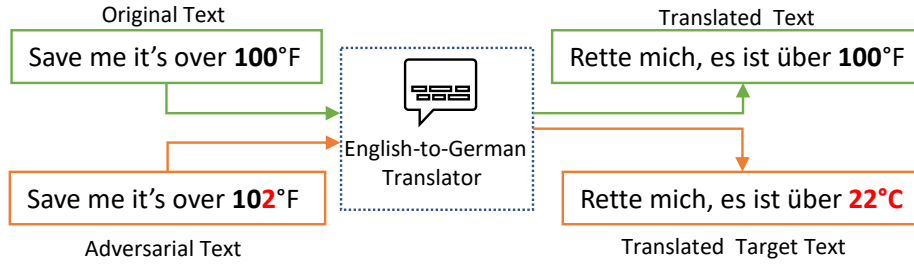 Original Text
Translated  Text
Save me it's over 100°F
Rette mich, es ist über 100°F
English-to-German
Translator
Save me it's over 102°F
Rette mich, es ist über 22°C
Adversarial Text
Translated  Target Text